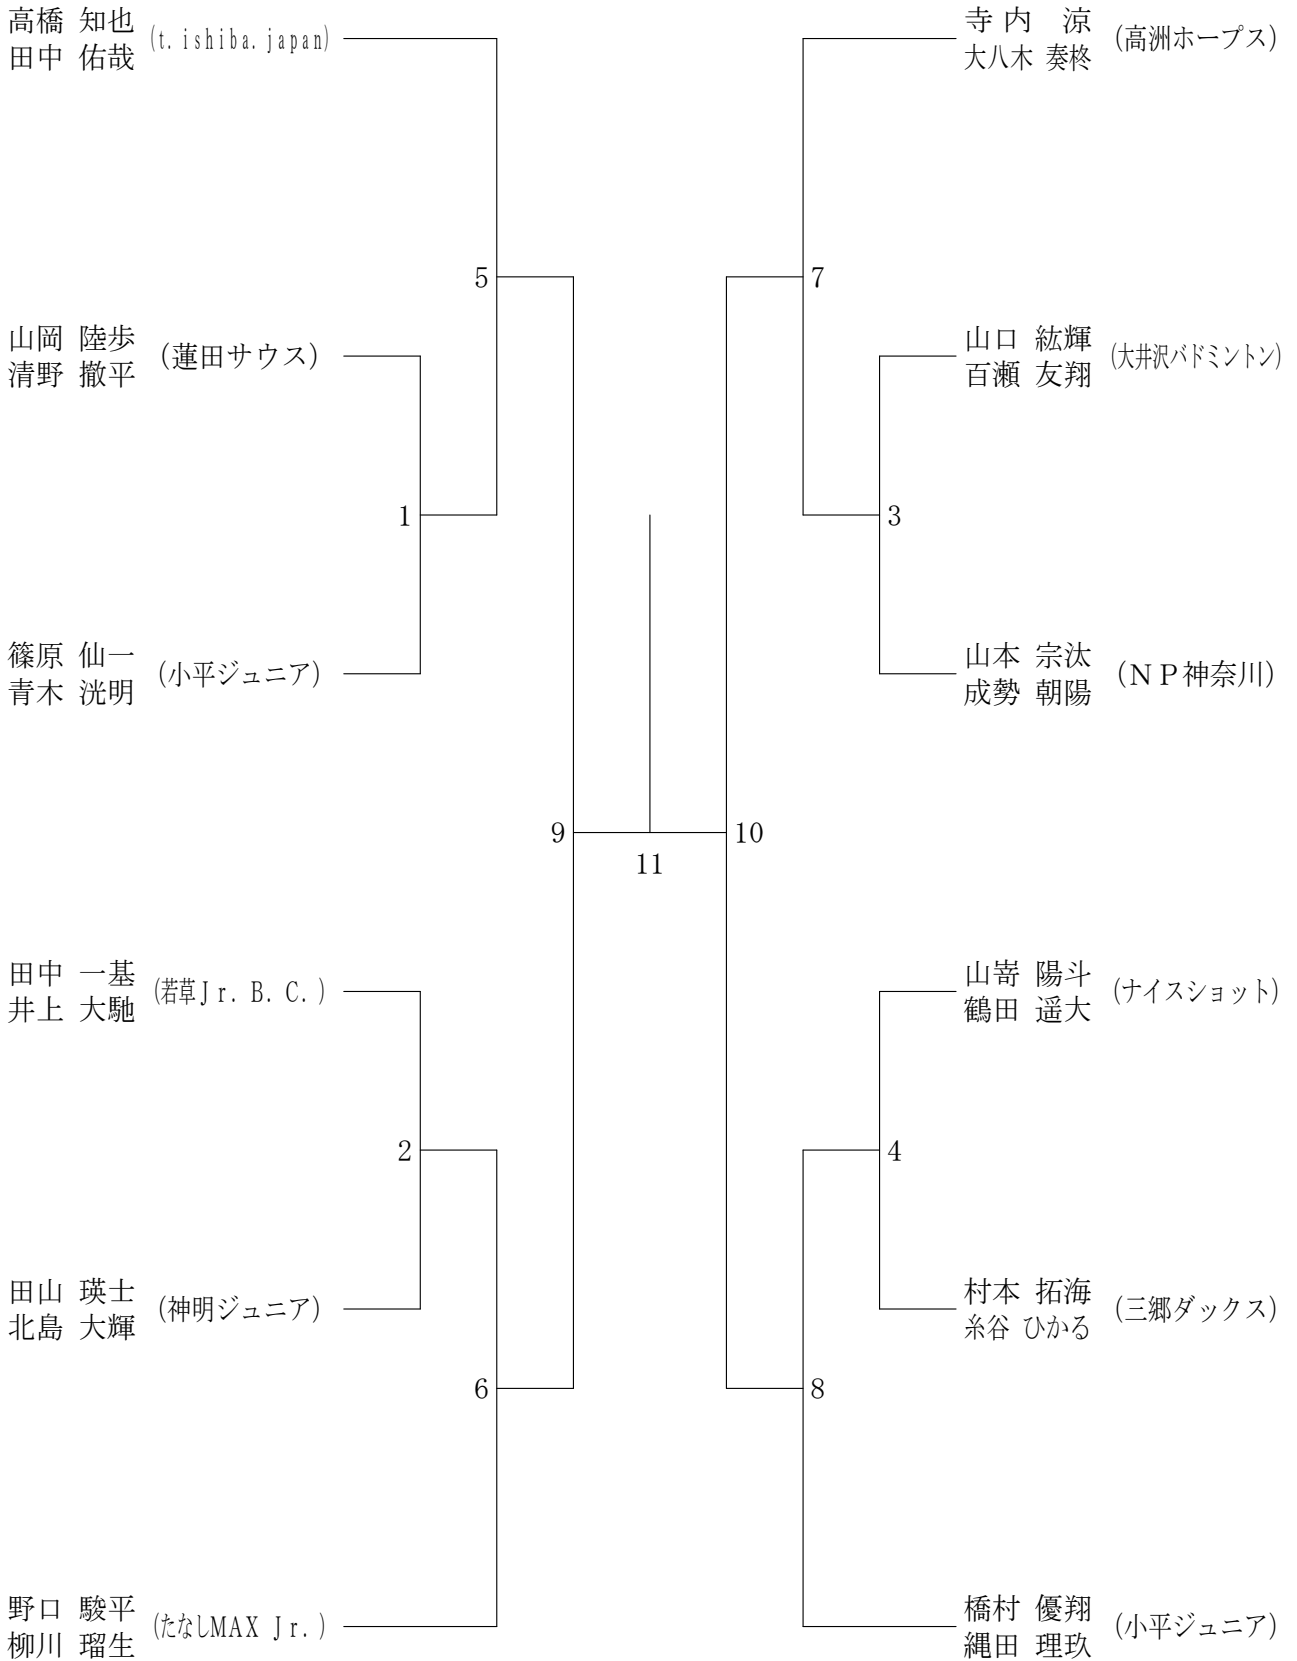 高橋 知也
田中 佑哉
(t.ishiba.japan)
5
山岡 陸歩
清野 撤平
(蓮田サウス)
1
篠原 仙一
青木 洸明
(小平ジュニア)
9
田中 一基
井上 大馳
(若草Jr.B.C.)
2
田山 瑛士
北島 大輝
(神明ジュニア)
6
野口 駿平
柳川 瑠生
(たなしMAX Jr.)
11
寺内 涼
大八木 奏柊
(高洲ホープス)
7
山口 紘輝
百瀬 友翔
(大井沢バドミントン)
3
山本 宗汰
成勢 朝陽
(NP神奈川)
10
山嵜 陽斗
鶴田 遥大
(ナイスショット)
4
村本 拓海
糸谷 ひかる
(三郷ダックス)
8
橋村 優翔
縄田 理玖
(小平ジュニア)